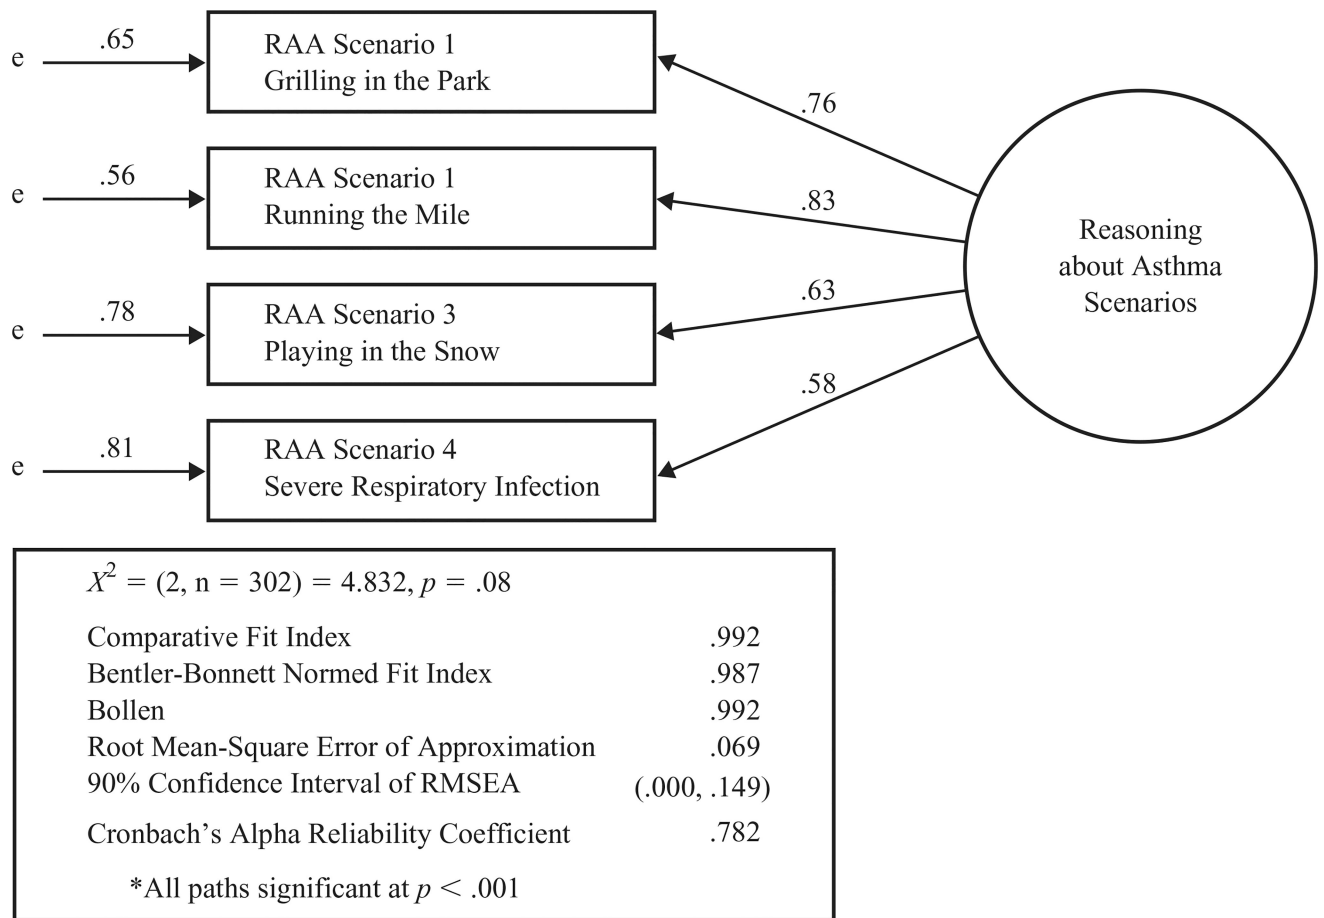 e
.65
RAA Scenario 1
Grilling in the Park
.76
e
.56
RAA Scenario 1
Running the Mile
.83
e
.78
RAA Scenario 3
Playing in the Snow
.63
e
.81
RAA Scenario 4
Severe Respiratory Infection
.58
Reasoning
about Asthma
Scenarios
X² = (2, n = 302) = 4.832, p = .08
Comparative Fit Index .992
Bentler-Bonnett Normed Fit Index .987
Bollen .992
Root Mean-Square Error of Approximation .069
90% Confidence Interval of RMSEA (.000, .149)
Cronbach’s Alpha Reliability Coefficient .782
*All paths significant at p < .001